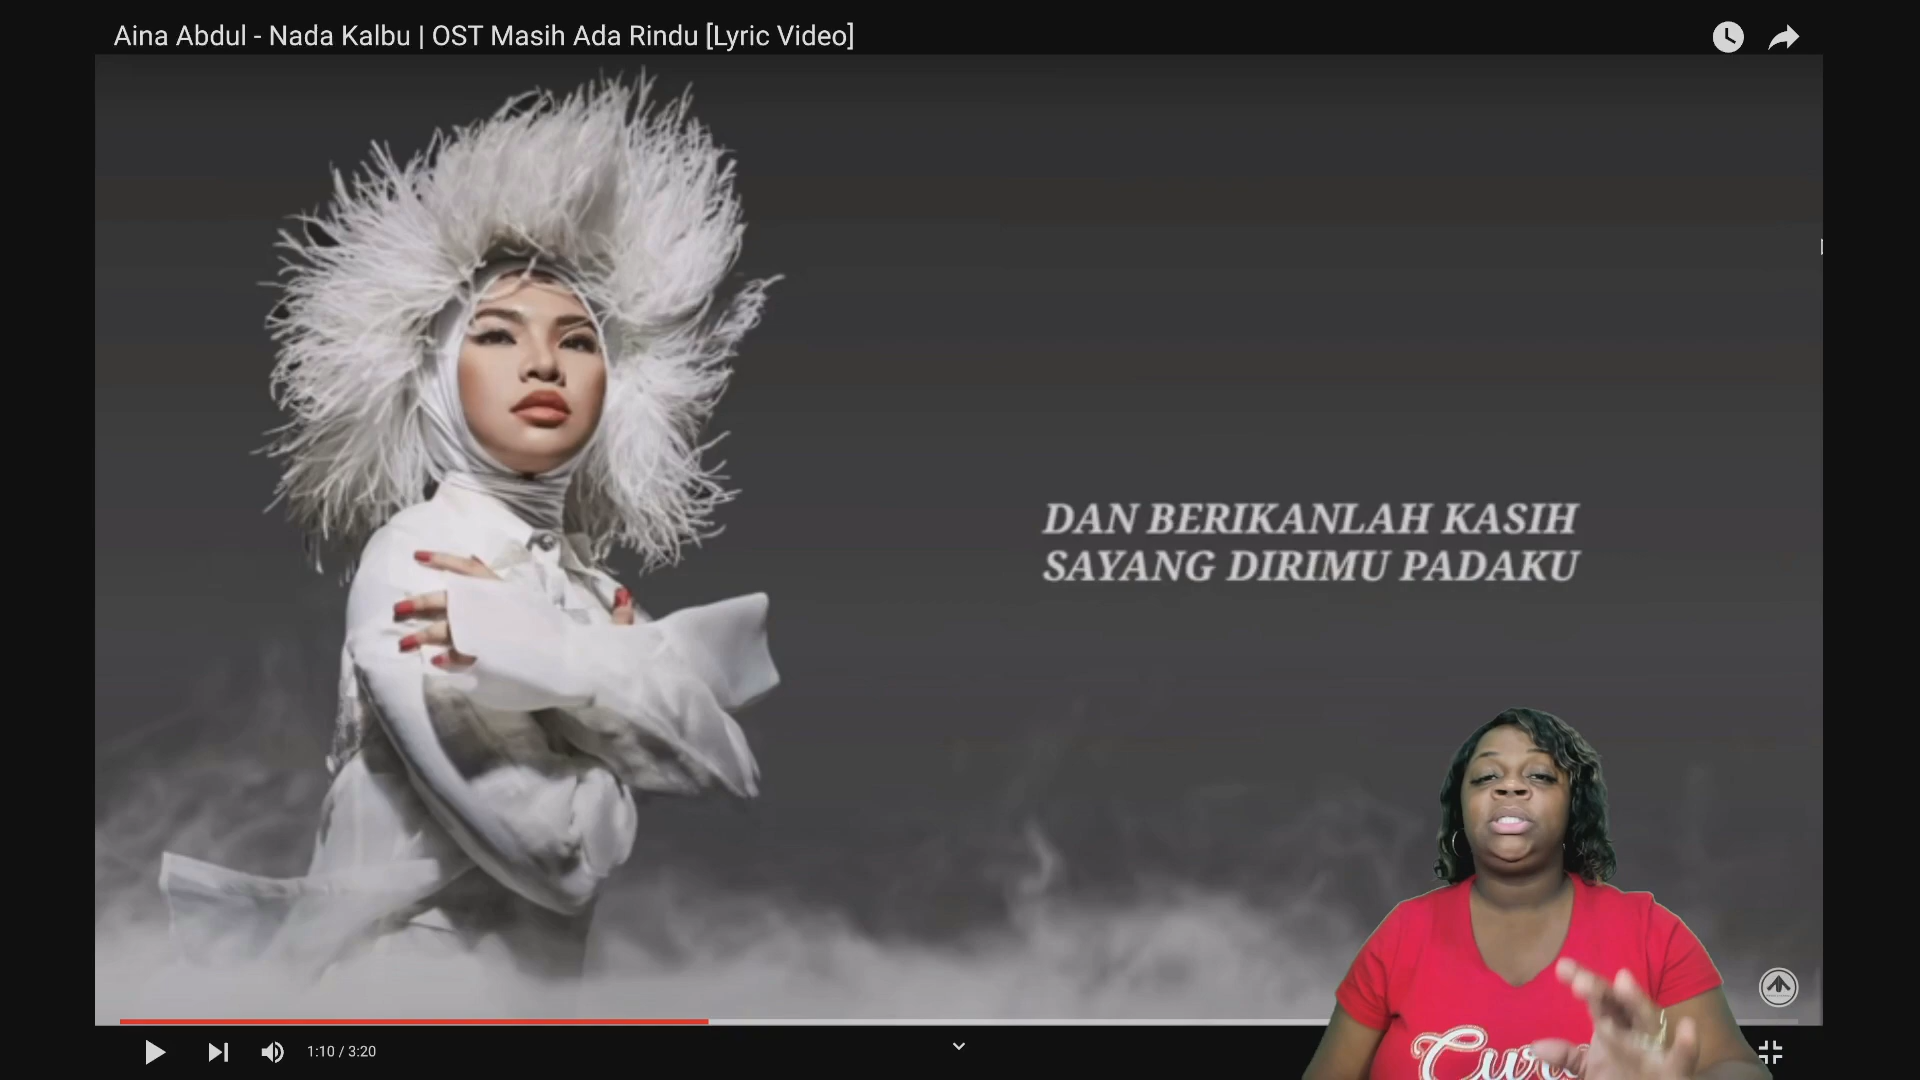 Aina Abdul - Nada Kalbu | OST Masih Ada Rindu [Lyric Video]
DAN BERIKANLAH KASIH
SAYANG DIRIMU PADAKU
1:10 / 3:20